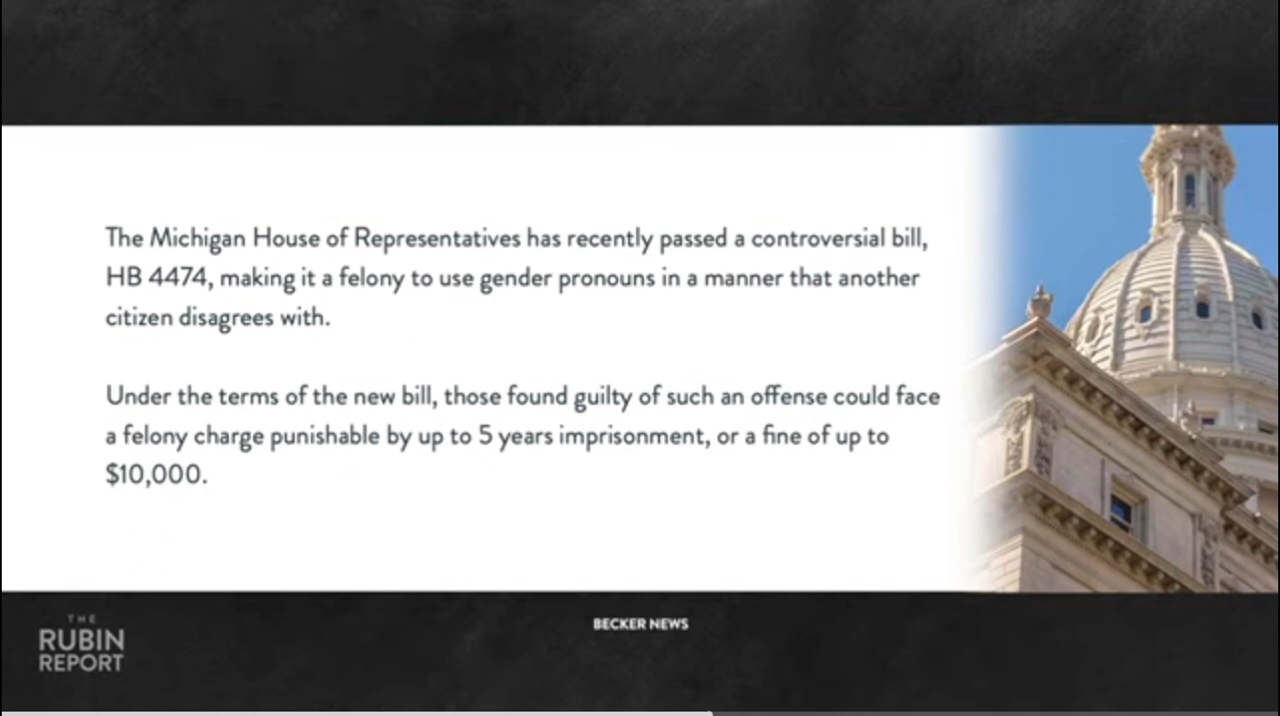 The Michigan House of Representatives has recently passed a controversial bill,
HB 4474, making it a felony to use gender pronouns in a manner that another
citizen disagrees with.
Under the terms of the new bill, those found guilty of such an offense could face
a felony charge punishable by up to 5 years imprisonment, or a fine of up to
$10,000.
THE
RUBIN
REPORT
BECKER NEWS